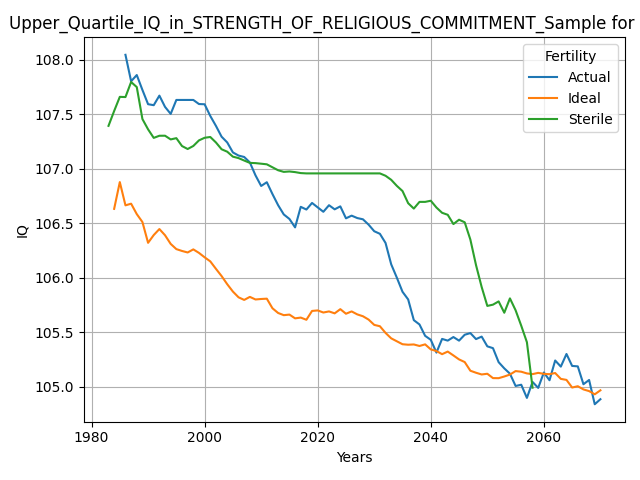 Upper_Quartile_IQ_in_STRENGTH_OF_RELIGIOUS_COMMITMENT_Sample for
Fertility
Actual
Ideal
Sterile
108.0
107.5
107.0
106.5
106.0
105.5
105.0
IQ
1980
2000
2020
2040
2060
Years